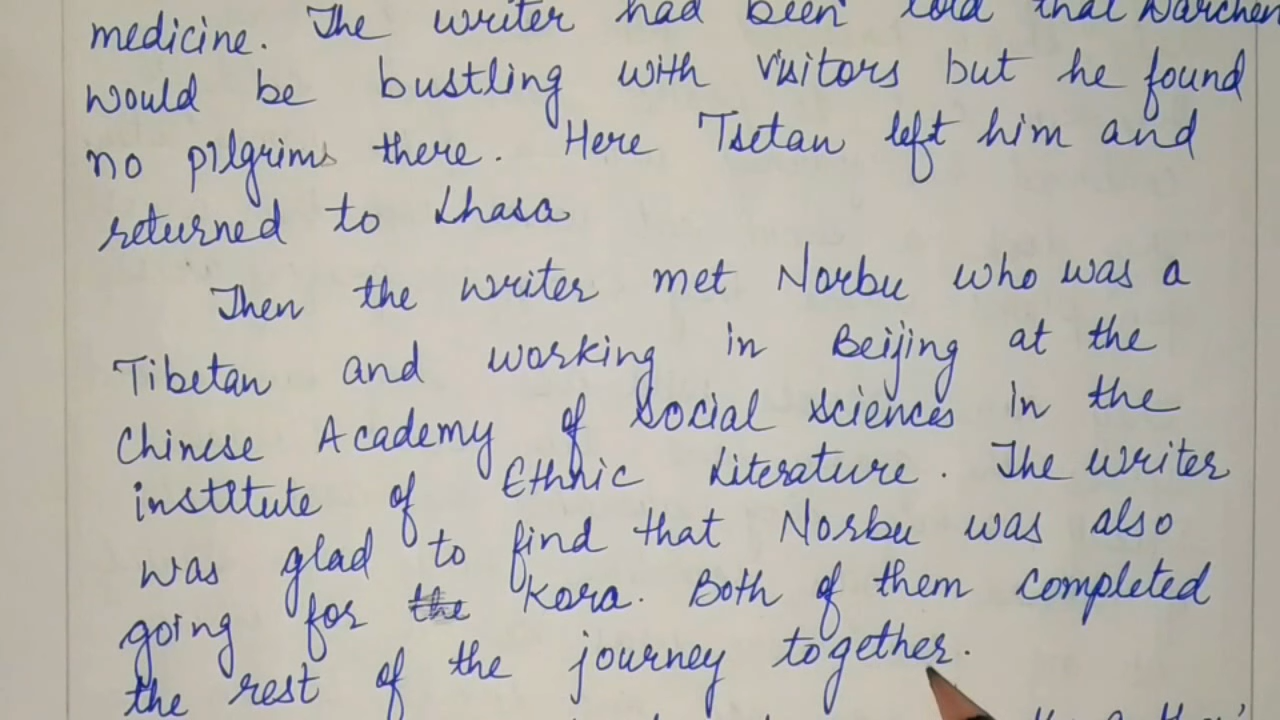 medicine. The writer had been told that Darchen
would be bustling with visitors but he found
no pilgrims there. Here Tsetan left him and
returned to Lhasa
Then the writer met Norbu who was a
Tibetan and working in Beijing at the
Chinese Academy of Social sciences in the
institute of Ethnic Literature. The writer
was glad to find that Norbu was also
going for the Kora. Both of them completed
the rest of the journey together.